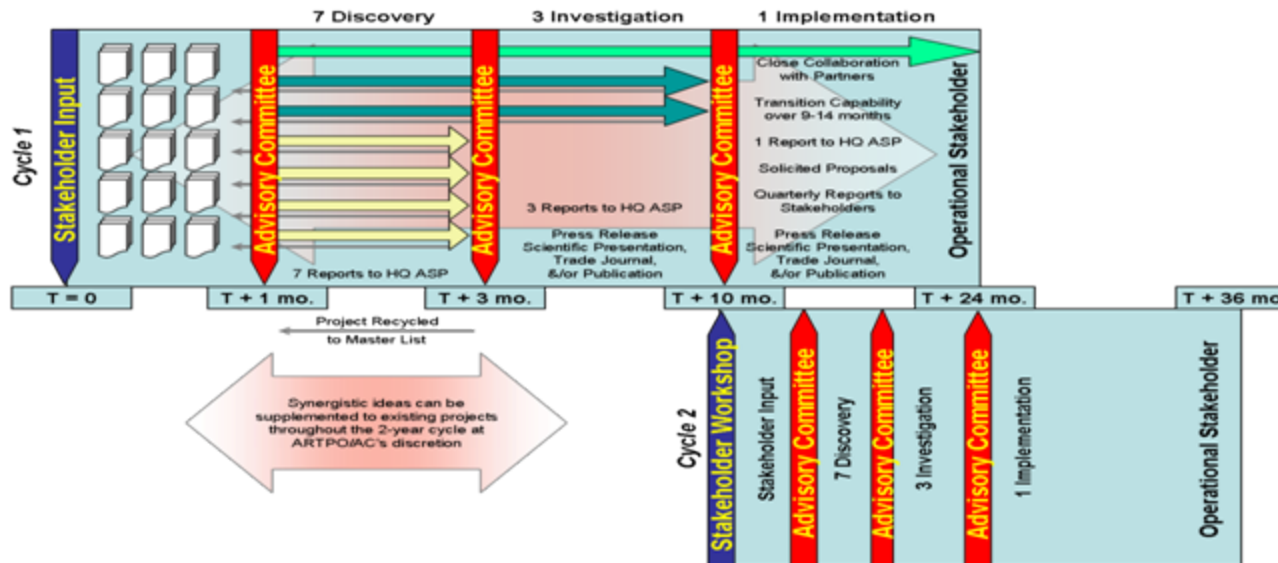 7 Discovery
3 Investigation
1 Implementation
Cycle 1
Stakeholder Input
Advisory Committee
Advisory Committee
Advisory Committee
Operational Stakeholder
Close Collaboration
with Partners
Transition Capability
over 9-14 months
1 Report to HQ ASP
Solicited Proposals
Quarterly Reports to
Stakeholders
Press Release
Scientific Presentation,
Trade Journal,
&/or Publication
3 Reports to HQ ASP
Press Release
Scientific Presentation,
Trade Journal,
&/or Publication
7 Reports to HQ ASP
T = 0
T + 1 mo.
T + 3 mo.
T + 10 mo.
T + 24 mo.
T + 36 mo
Project Recycled
to Master List
Synergistic ideas can be
supplemented to existing projects
throughout the 2-year cycle at
ARTPO/AC's discretion
Cycle 2
Stakeholder Workshop
Stakeholder Input
Advisory Committee
7 Discovery
Advisory Committee
3 Investigation
Advisory Committee
1 Implementation
Operational Stakeholder